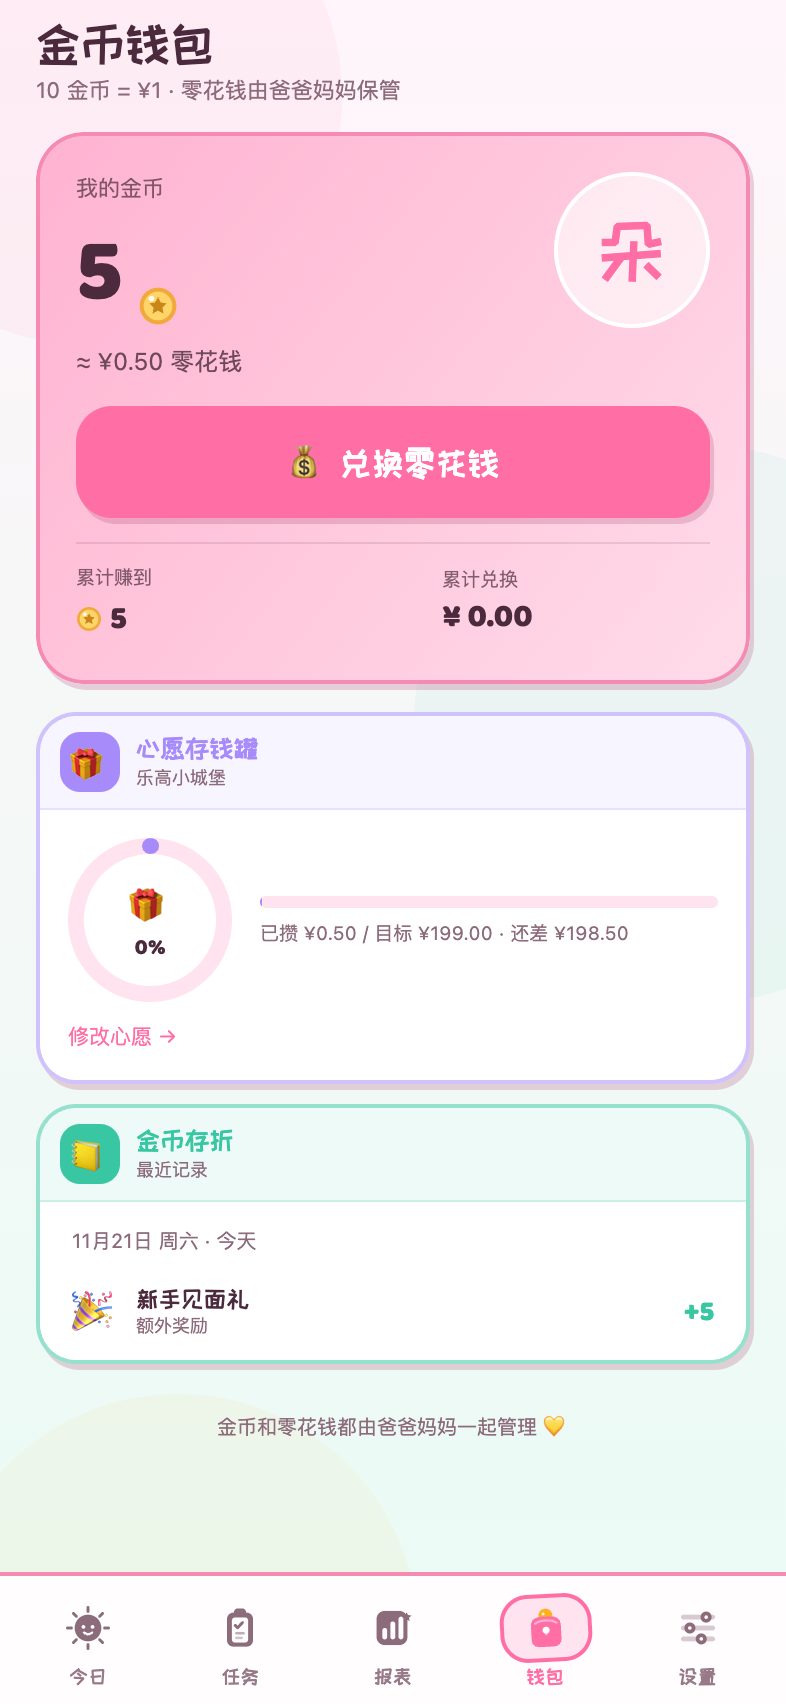 金币钱包
10 金币 = ¥1 · 零花钱由爸爸妈妈保管
我的金币
5
朵
≈ ¥0.50 零花钱
兑换零花钱
累计赚到
5
累计兑换
¥ 0.00
心愿存钱罐
乐高小城堡
0%
已攒 ¥0.50 / 目标 ¥199.00 · 还差 ¥198.50
修改心愿 →
金币存折
最近记录
11月21日 周六 · 今天
新手见面礼
额外奖励
+5
金币和零花钱都由爸爸妈妈一起管理 💛
今日
任务
报表
钱包
设置